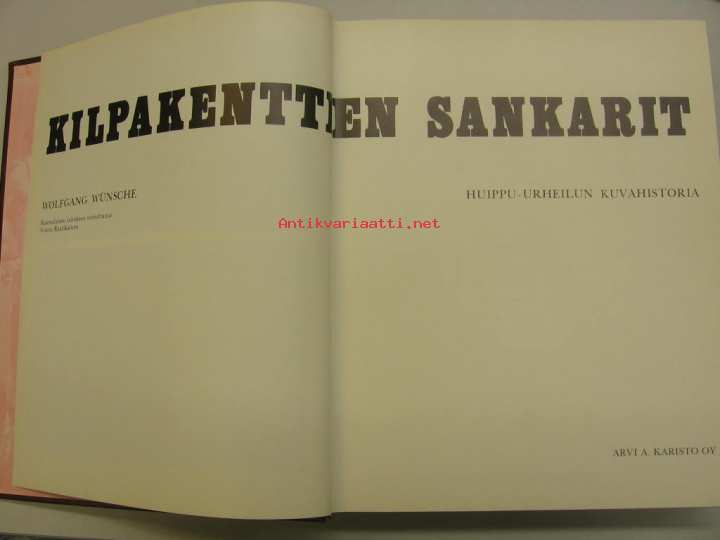 KILPAKENTTIEN SANKARIT
WOLFGANG WÜNSCHE
HUIPPU-URHEILUN KUVAHISTORIA
Antikvariaatti.net
ARVI A. KARISTO OY